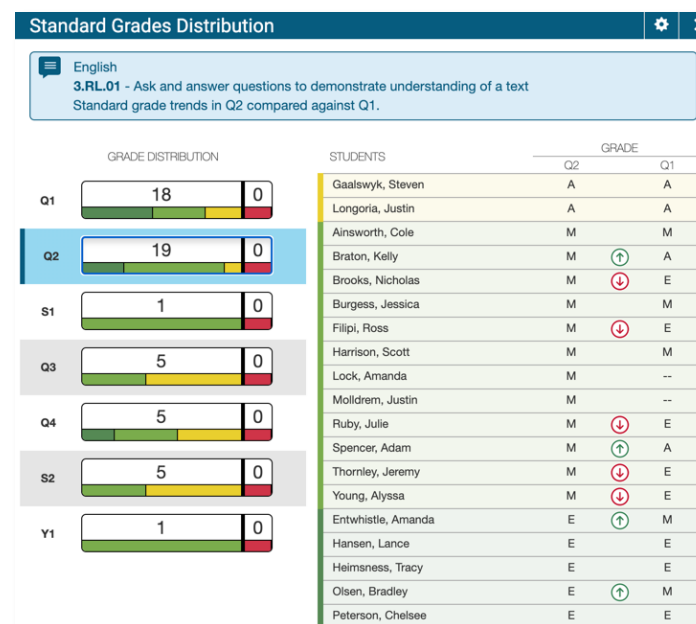 Standard Grades Distribution
English
3.RL.01 - Ask and answer questions to demonstrate understanding of a text
Standard grade trends in Q2 compared against Q1.
GRADE DISTRIBUTION
Q1 18 0
Q2 19 0
S1 1 0
Q3 5 0
Q4 5 0
S2 5 0
Y1 1 0
STUDENTS GRADE
Q2 Q1
Gaalswyk, Steven A A
Longoria, Justin A A
Ainsworth, Cole M M
Braton, Kelly M A
Brooks, Nicholas M E
Burgess, Jessica M M
Filipi, Ross M E
Harrison, Scott M M
Lock, Amanda M --
Molldrem, Justin M --
Ruby, Julie M E
Spencer, Adam M A
Thornley, Jeremy M E
Young, Alyssa M E
Entwhistle, Amanda E M
Hansen, Lance E E
Heimsness, Tracy E E
Olsen, Bradley E M
Peterson, Chelsee E E